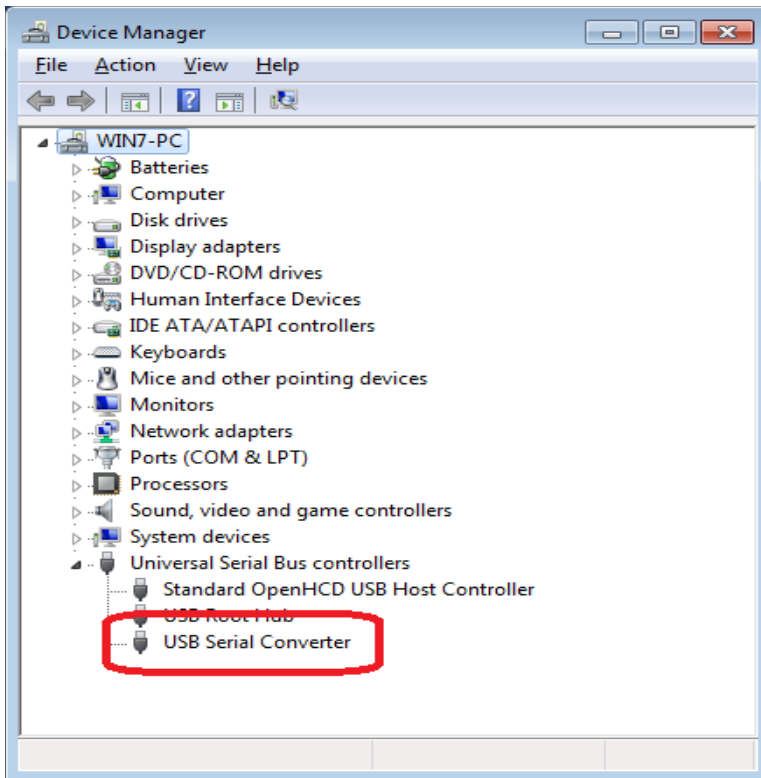 Device Manager
File Action View Help
WIN7-PC
Batteries
Computer
Disk drives
Display adapters
DVD/CD-ROM drives
Human Interface Devices
IDE ATA/ATAPI controllers
Keyboards
Mice and other pointing devices
Monitors
Network adapters
Ports (COM & LPT)
Processors
Sound, video and game controllers
System devices
Universal Serial Bus controllers
Standard OpenHCD USB Host Controller
USB Root Hub
USB Serial Converter